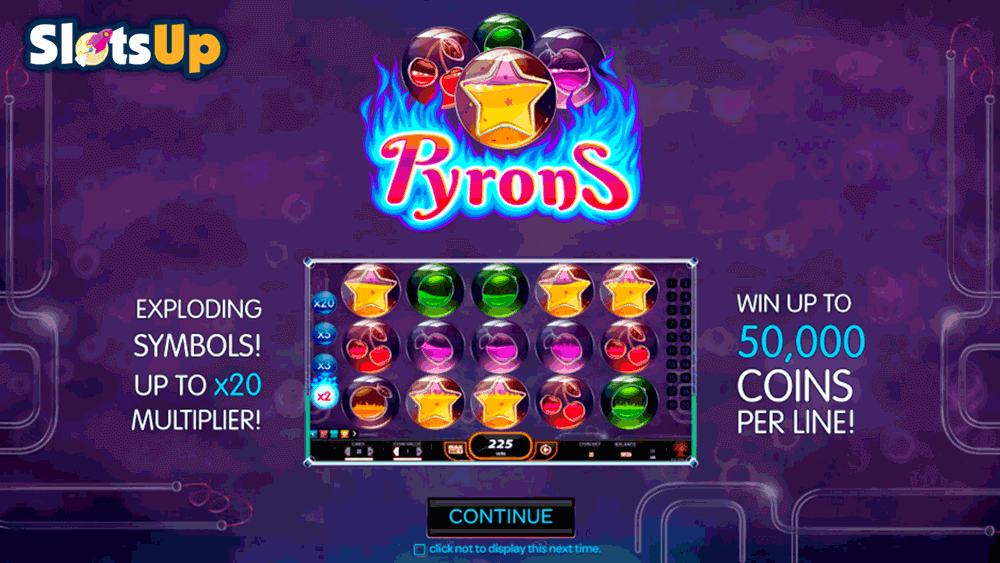 SlotsUp
Pyrons
EXPLODING
SYMBOLS!
UP TO x20
MULTIPLIER!
WIN UP TO
50,000
COINS
PER LINE!
x20
x5
x3
x2
225
CONTINUE
click not to display this next time.